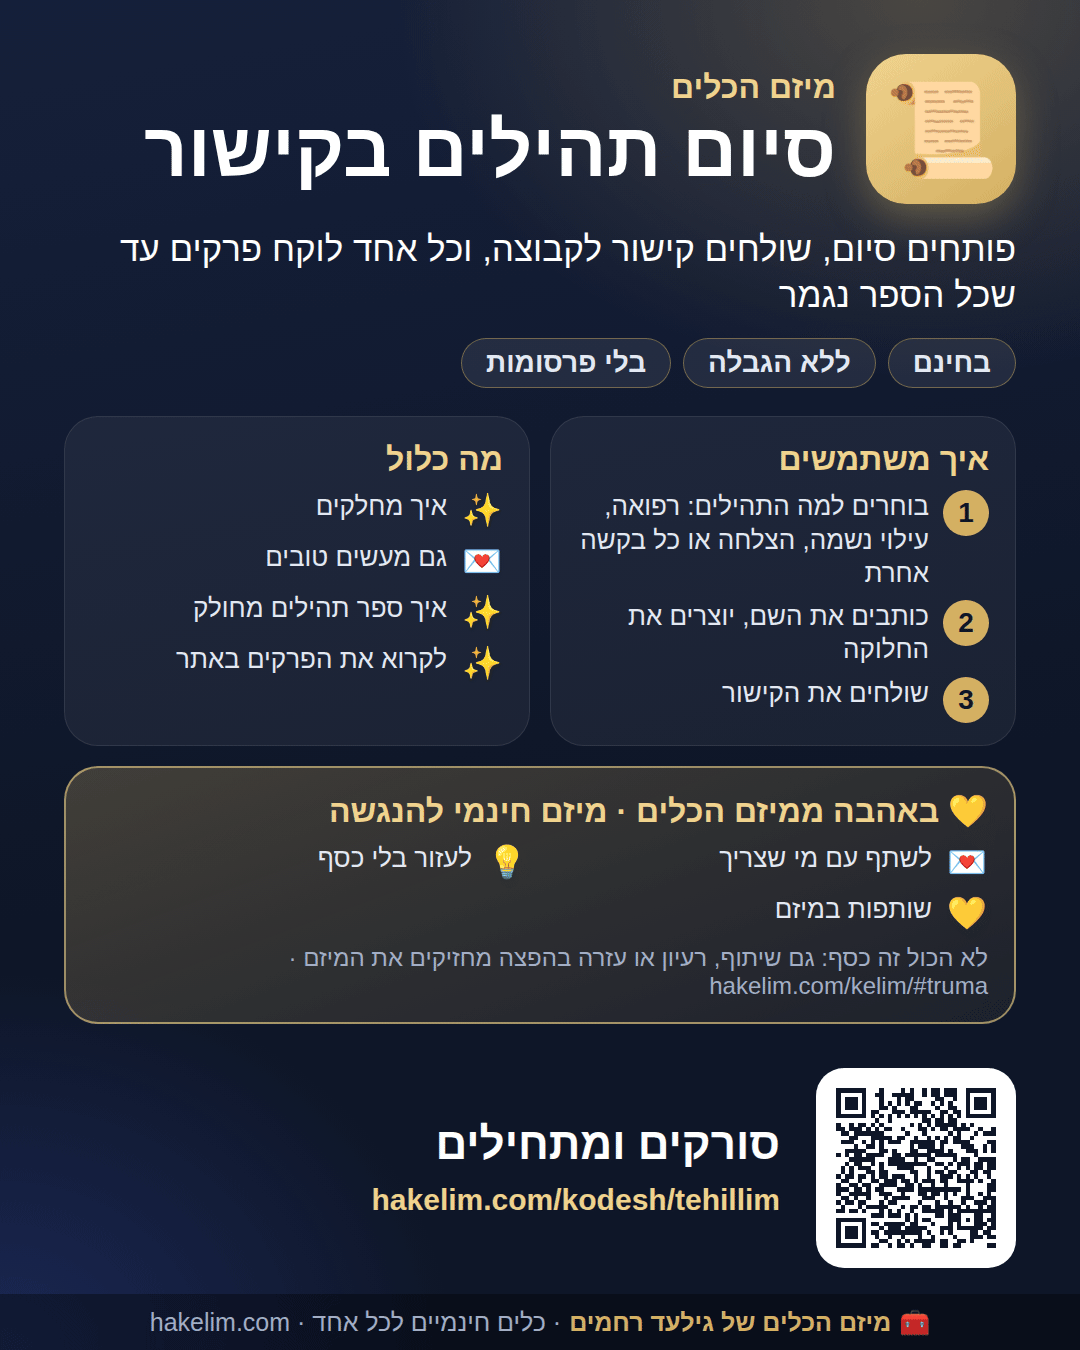 מיזם הכלים
סיום תהילים בקישור
פותחים סיום, שולחים קישור לקבוצה, וכל אחד לוקח פרקים עד
שכל הספר נגמר
בחינם
ללא הגבלה
בלי פרסומות
איך משתמשים
1 בוחרים למה התהילים: רפואה,
עילוי נשמה, הצלחה או כל בקשה
אחרת
2 כותבים את השם, יוצרים את
החלוקה
3 שולחים את הקישור
מה כלול
איך מחלקים
גם מעשים טובים
איך ספר תהילים מחולק
לקרוא את הפרקים באתר
באהבה ממיזם הכלים · מיזם חינמי להנגשה
לשתף עם מי שצריך
לעזור בלי כסף
שותפות במיזם
לא הכול זה כסף: גם שיתוף, רעיון או עזרה בהפצה מחזיקים את המיזם ·
hakelim.com/kelim/#truma
סורקים ומתחילים
hakelim.com/kodesh/tehillim
מיזם הכלים של גילעד רחמים · כלים חינמיים לכל אחד · hakelim.com